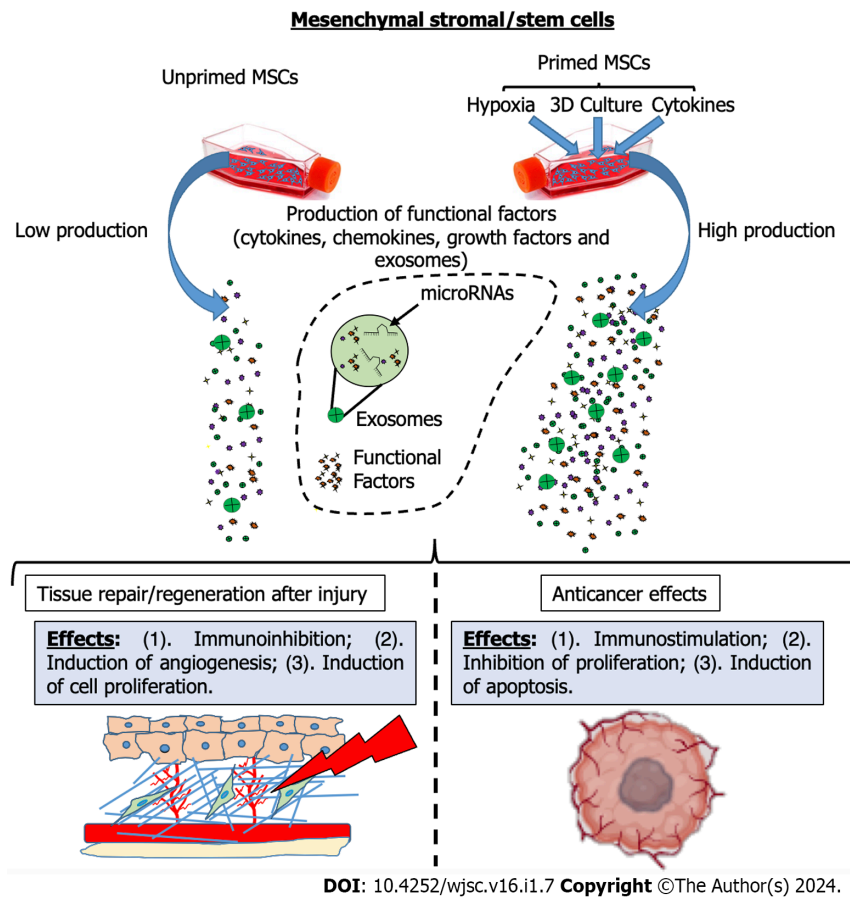 Mesenchymal stromal/stem cells
Unprimed MSCs
Primed MSCs
Hypoxia 3D Culture Cytokines
Low production
Production of functional factors
(cytokines, chemokines, growth factors and
exosomes)
High production
microRNAs
Exosomes
Functional
Factors
Tissue repair/regeneration after injury
Effects: (1). Immunoinhibition; (2).
Induction of angiogenesis; (3). Induction
of cell proliferation.
Anticancer effects
Effects: (1). Immunostimulation; (2).
Inhibition of proliferation; (3). Induction
of apoptosis.
DOI: 10.4252/wjsc.v16.i1.7 Copyright ©The Author(s) 2024.